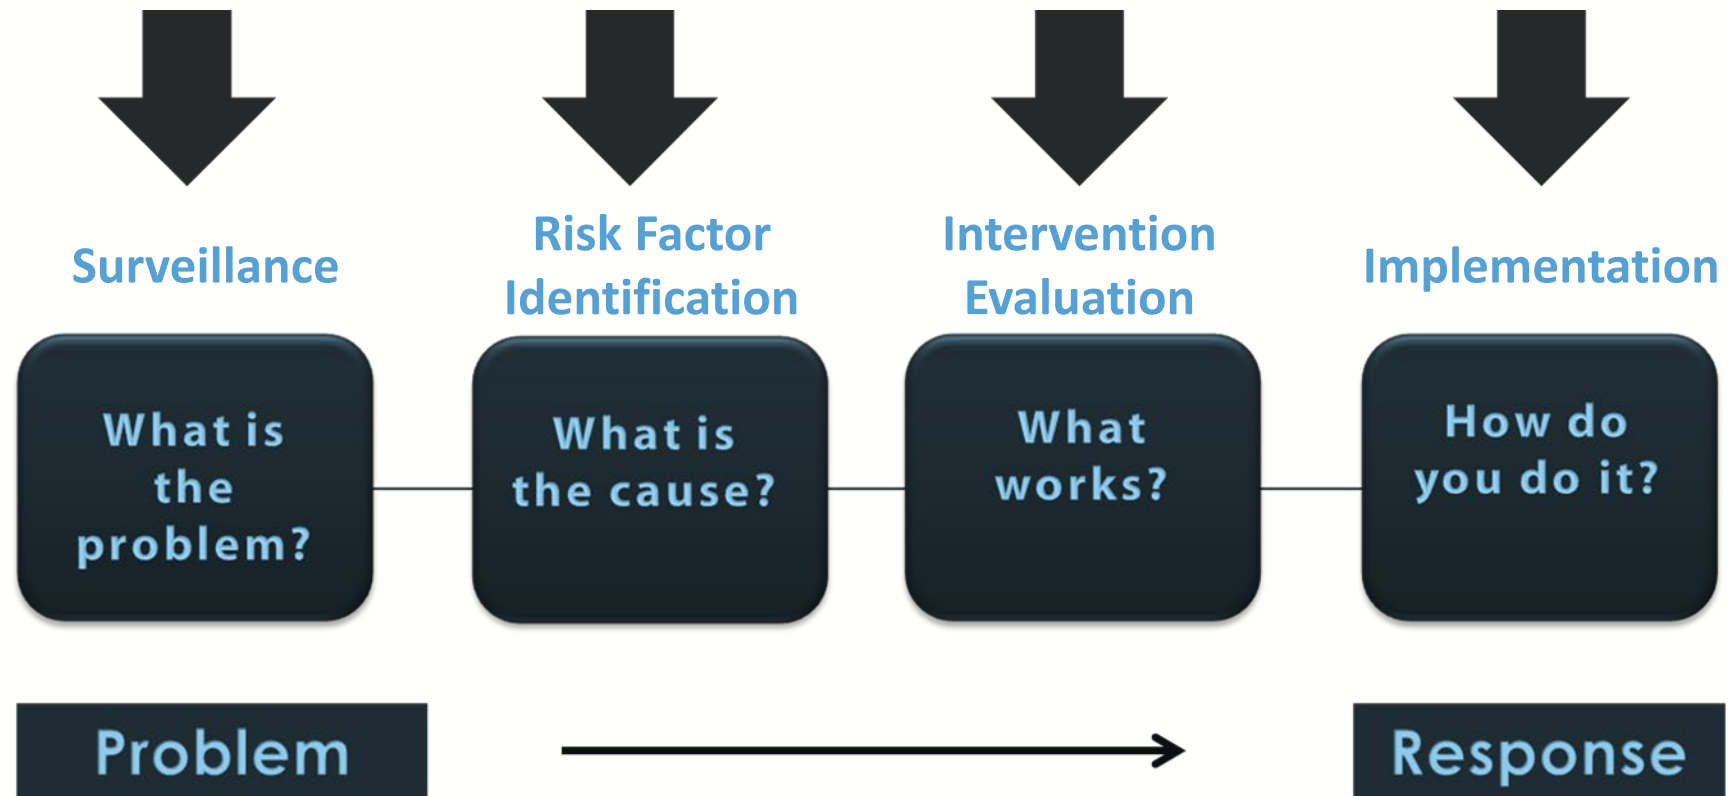 Surveillance
Risk Factor
Identification
Intervention
Evaluation
Implementation
What is
the
problem?
What is
the cause?
What
works?
How do
you do it?
Problem
Response